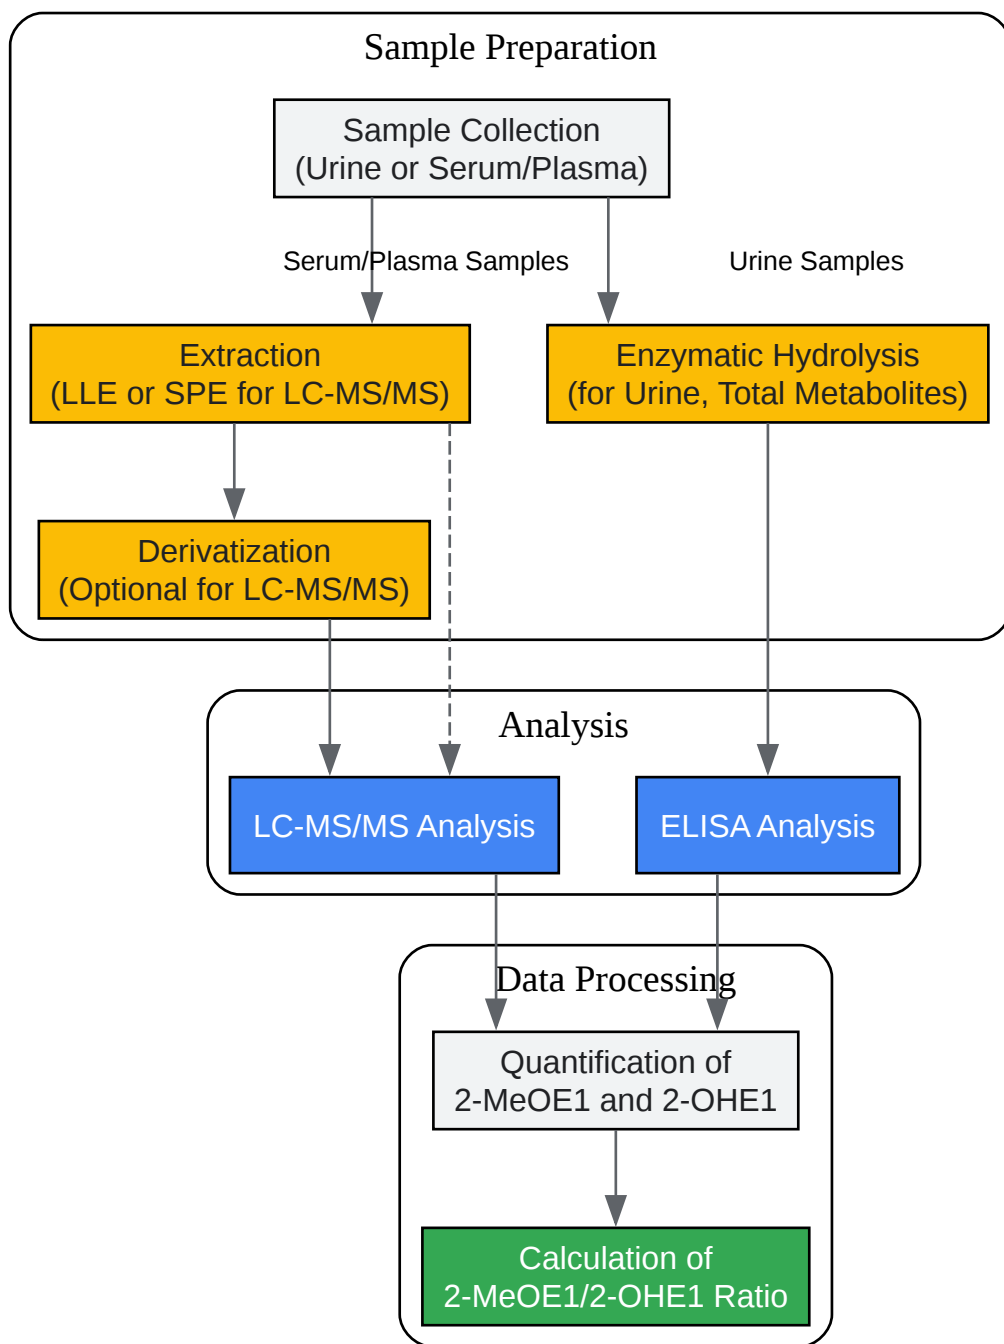 Sample Preparation
Sample Collection
(Urine or Serum/Plasma)
Serum/Plasma Samples
Urine Samples
Extraction
(LLE or SPE for LC-MS/MS)
Enzymatic Hydrolysis
(for Urine, Total Metabolites)
Derivatization
(Optional for LC-MS/MS)
Analysis
LC-MS/MS Analysis
ELISA Analysis
Data Processing
Quantification of
2-MeOE1 and 2-OHE1
Calculation of
2-MeOE1/2-OHE1 Ratio